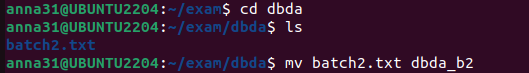 anna31@UBUNTU2204:~/exam$ cd dbda
anna31@UBUNTU2204:~/exam/dbda$ ls
batch2.txt
anna31@UBUNTU2204:~/exam/dbda$ mv batch2.txt dbda_b2